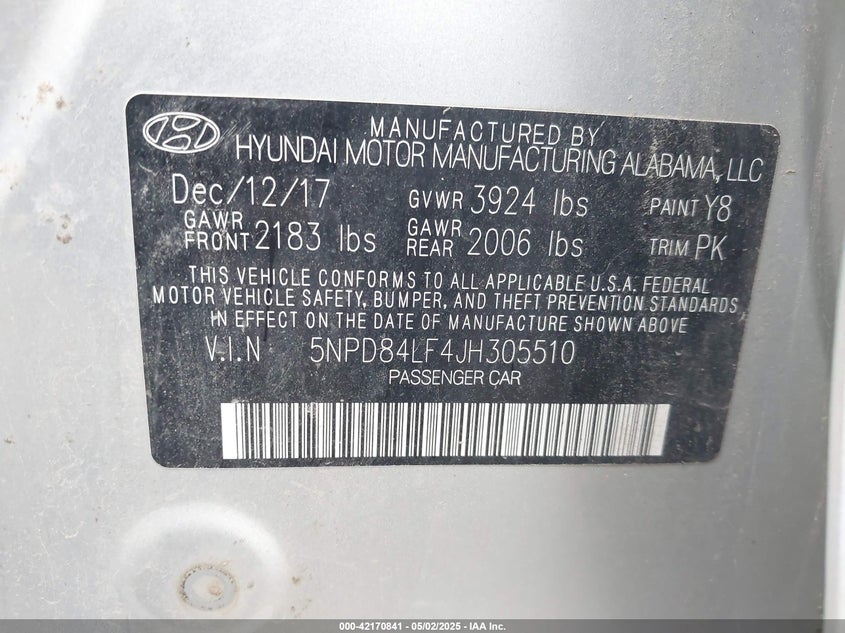 MANUFACTURED BY
HYUNDAI MOTOR MANUFACTURING ALABAMA, LLC
Dec/12/17 GVWR 3924 lbs PAINT Y8
GAWR FRONT 2183 lbs GAWR REAR 2006 lbs TRIM PK
THIS VEHICLE CONFORMS TO ALL APPLICABLE U.S.A. FEDERAL
MOTOR VEHICLE SAFETY, BUMPER, AND THEFT PREVENTION STANDARDS
IN EFFECT ON THE DATE OF MANUFACTURE SHOWN ABOVE
V.I.N 5NPD84LF4JH305510
PASSENGER CAR
000-42170841 - 05/02/2025 - IAA Inc.